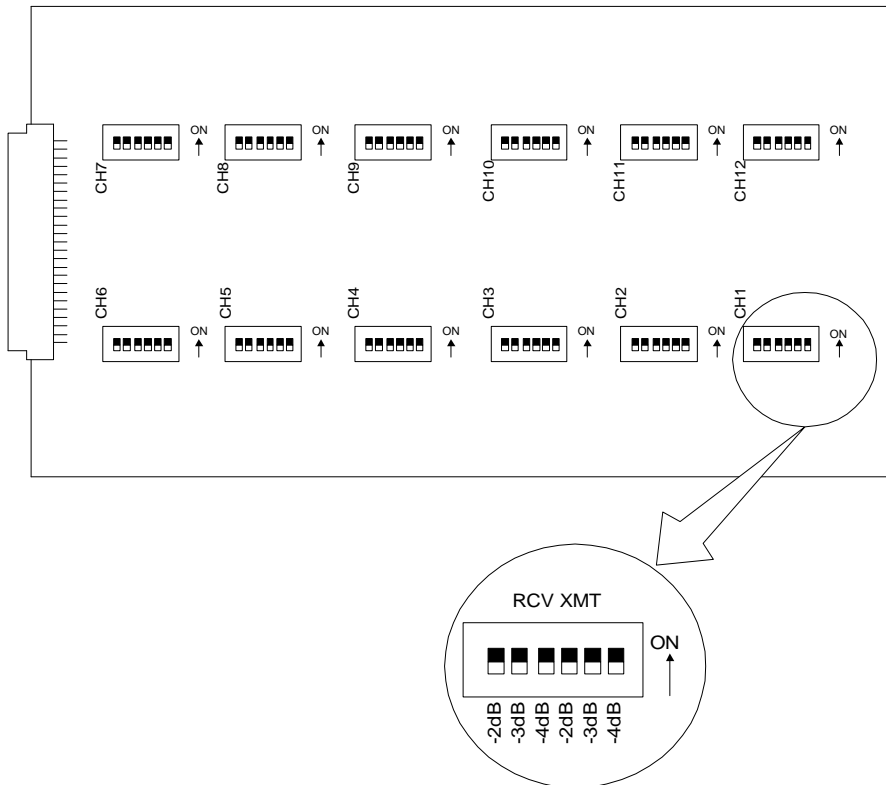 ON ON ON ON ON ON
CH7 CH8 CH9 CH10 CH11 CH12
CH6 CH5 CH4 CH3 CH2 CH1
ON ON ON ON ON ON
RCV XMT
ON
-2dB -3dB -4dB -2dB -3dB -4dB